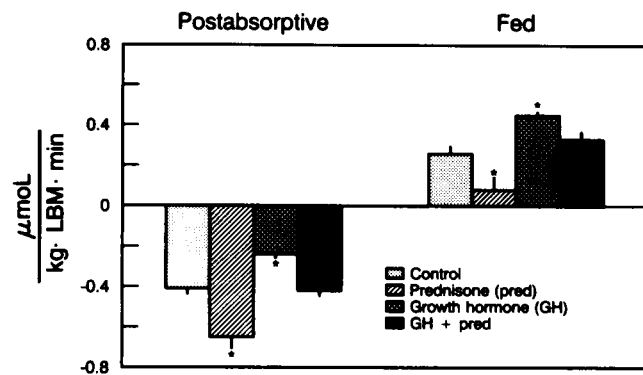 Postabsorptive Fed
0.8
0.4
0
-0.4
-0.8
μmoL
kg· LBM· min
*
*
*
*
Control
Prednisone (pred)
Growth hormone (GH)
GH + pred